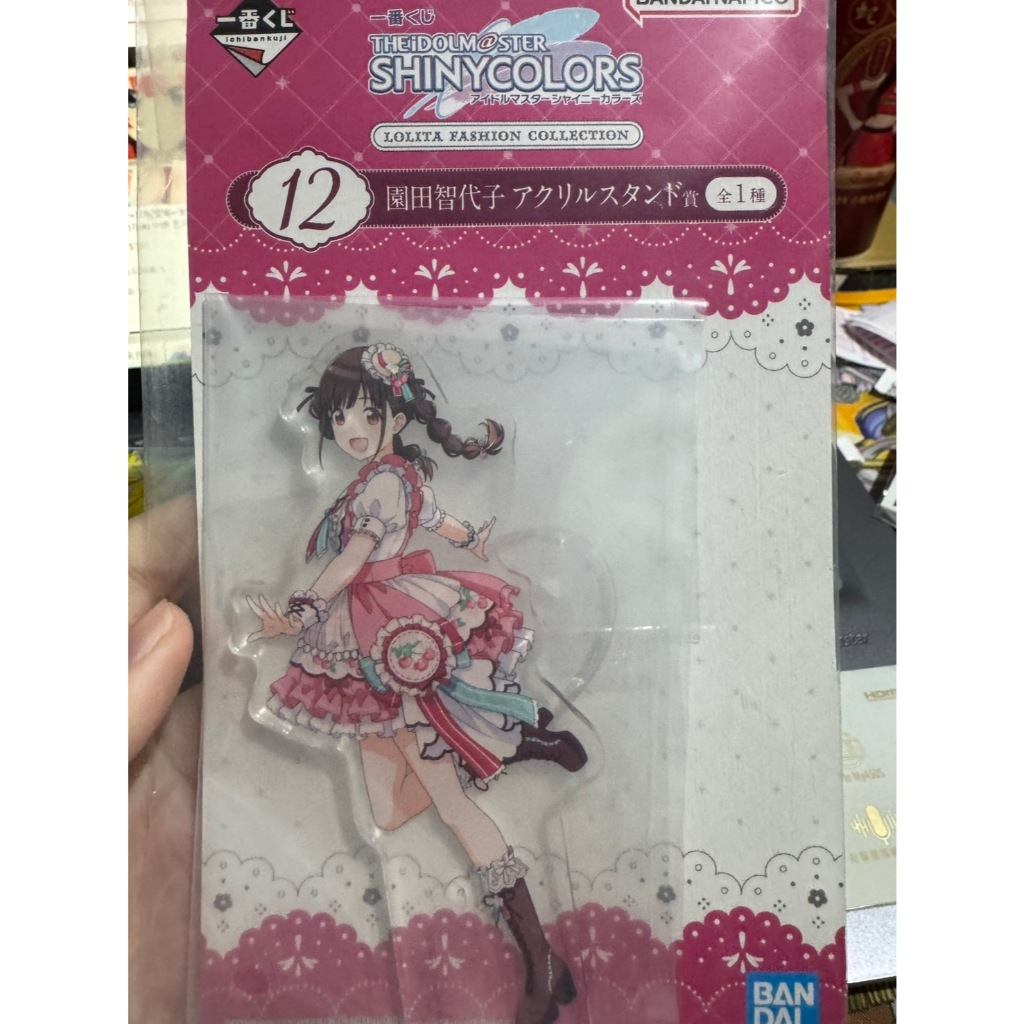 一番くじ
ichibankuji
一番くじ
BANDAI NAMCO
THE iDOLM@STER
SHINYCOLORS
アイドルマスターシャイニーカラーズ
LOLITA FASHION COLLECTION
12 園田智代子 アクリルスタンド賞 全1種
BAN
DAI